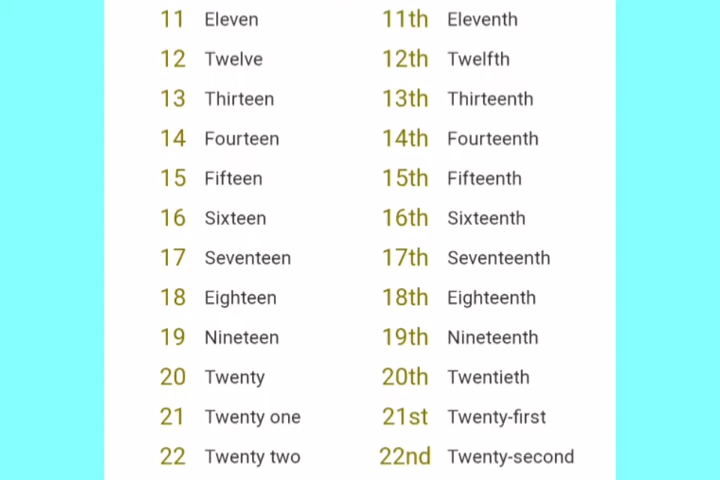 11 Eleven 11th Eleventh
12 Twelve 12th Twelfth
13 Thirteen 13th Thirteenth
14 Fourteen 14th Fourteenth
15 Fifteen 15th Fifteenth
16 Sixteen 16th Sixteenth
17 Seventeen 17th Seventeenth
18 Eighteen 18th Eighteenth
19 Nineteen 19th Nineteenth
20 Twenty 20th Twentieth
21 Twenty one 21st Twenty-first
22 Twenty two 22nd Twenty-second